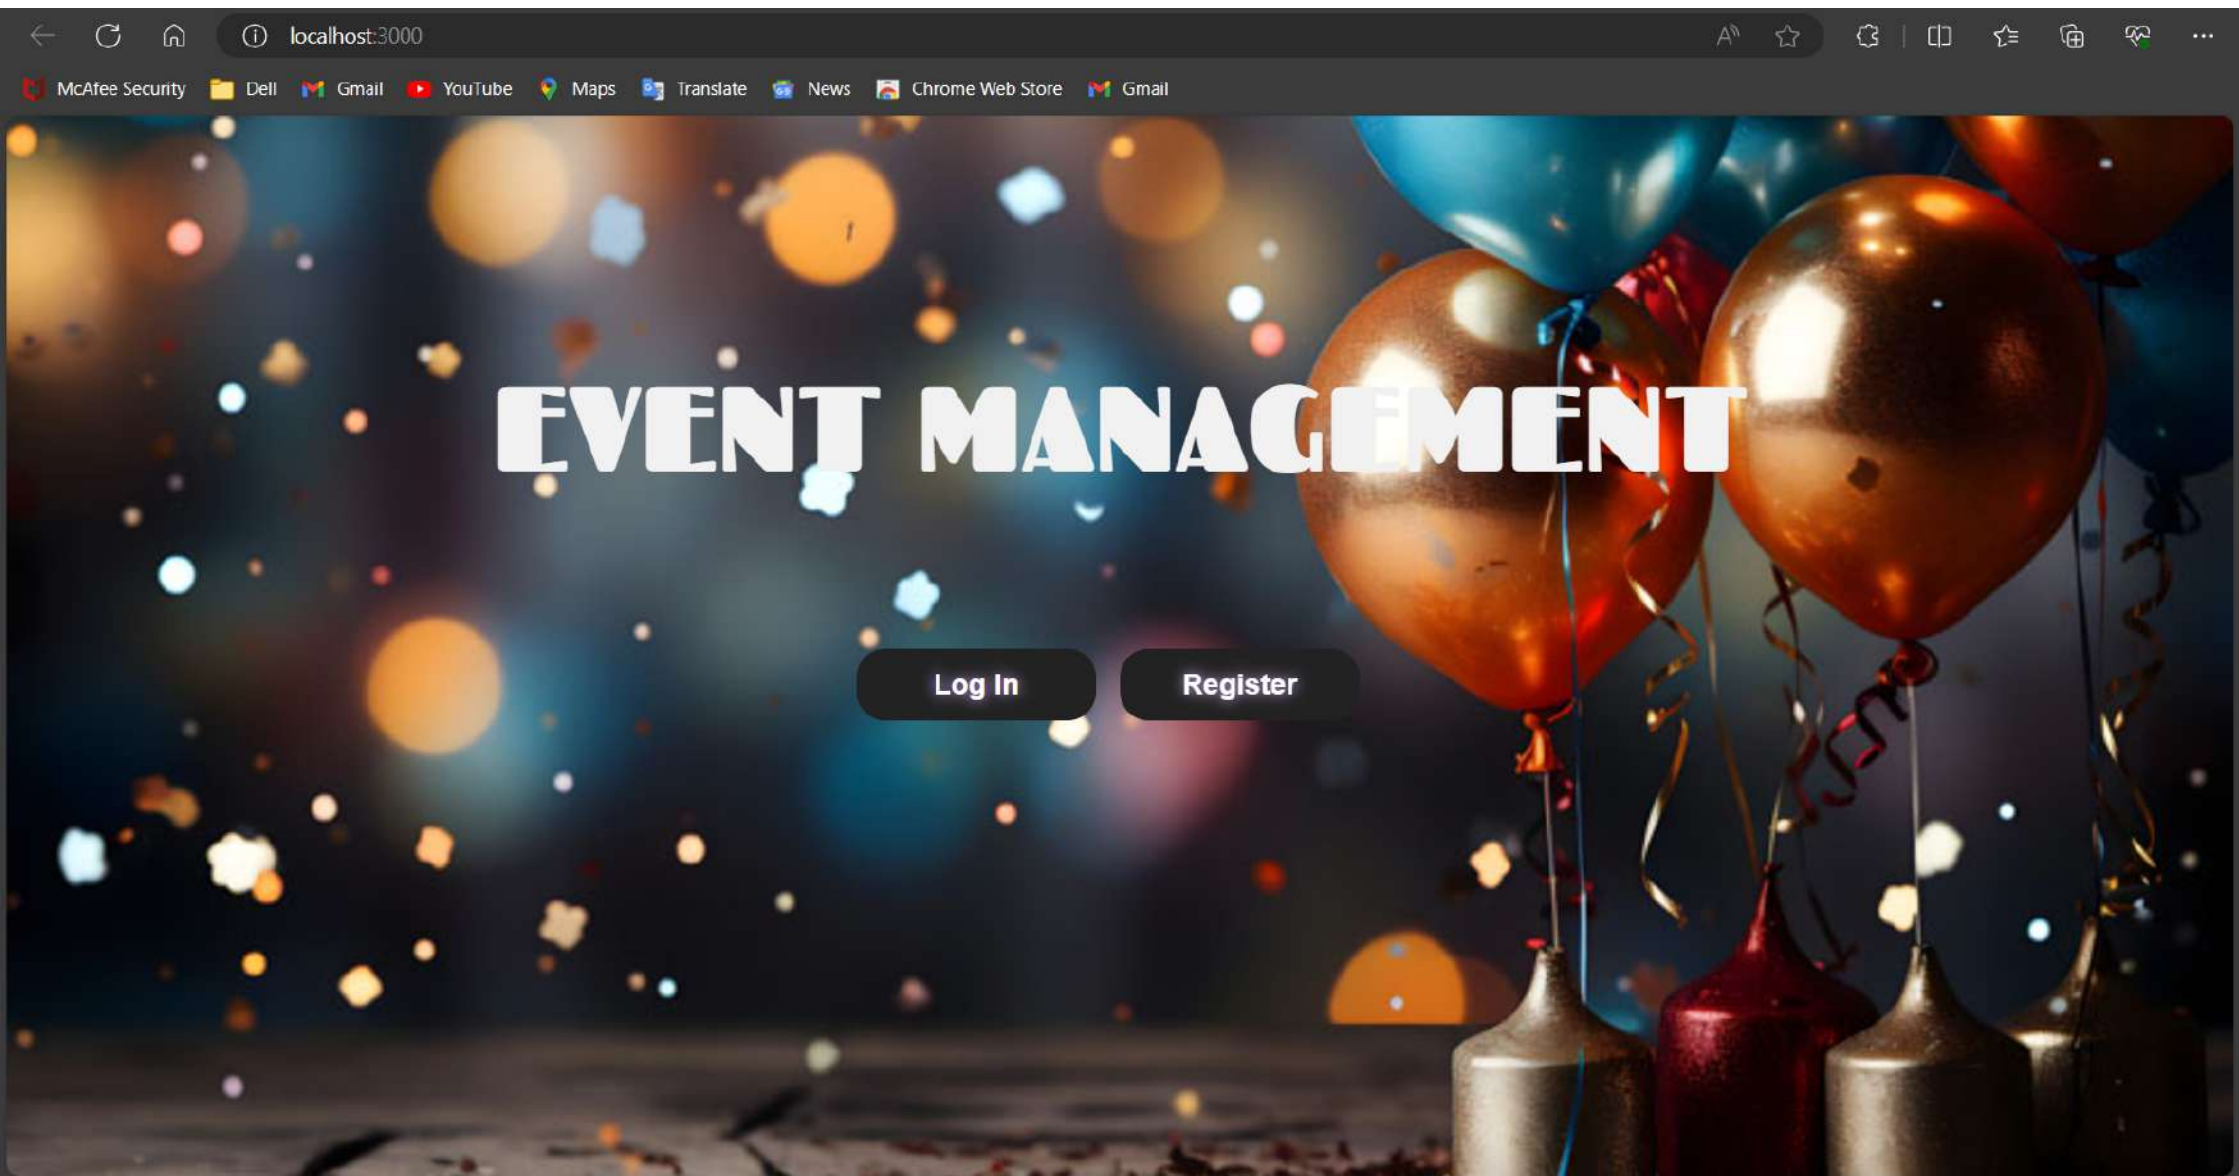 localhost:3000
McAfee Security Dell Gmail YouTube Maps Translate News Chrome Web Store Gmail
EVENT MANAGEMENT
Log In Register